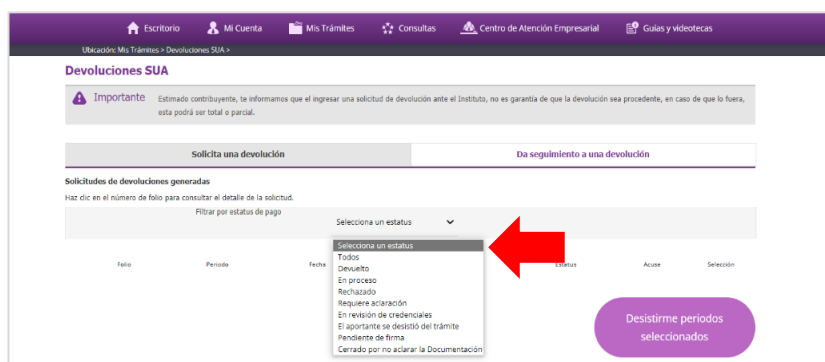 Escritorio Mi Cuenta Mis Trámites Consultas Centro de Atención Empresarial Guías y videotecas
Ubicación: Mis Trámites > Devoluciones SUA >
Devoluciones SUA
Importante
Estimado contribuyente, te informamos que el ingresar una solicitud de devolución ante el Instituto, no es garantía de que la devolución sea procedente, en caso de que lo fuera,
esta podrá ser total o parcial.
Solicita una devolución Da seguimiento a una devolución
Solicitudes de devoluciones generadas
Haz clic en el número de folio para consultar el detalle de la solicitud.
Filtrar por estatus de pago
Selecciona un estatus
Selecciona un estatus
Todos
Devuelto
En proceso
Rechazado
Requiere aclaración
En revisión de credenciales
El aportante se desistió del trámite
Pendiente de firma
Cerrado por no aclarar la Documentación
Folio Periodo Fecha Estatus Acuse Selección
Desistirme periodos
seleccionados